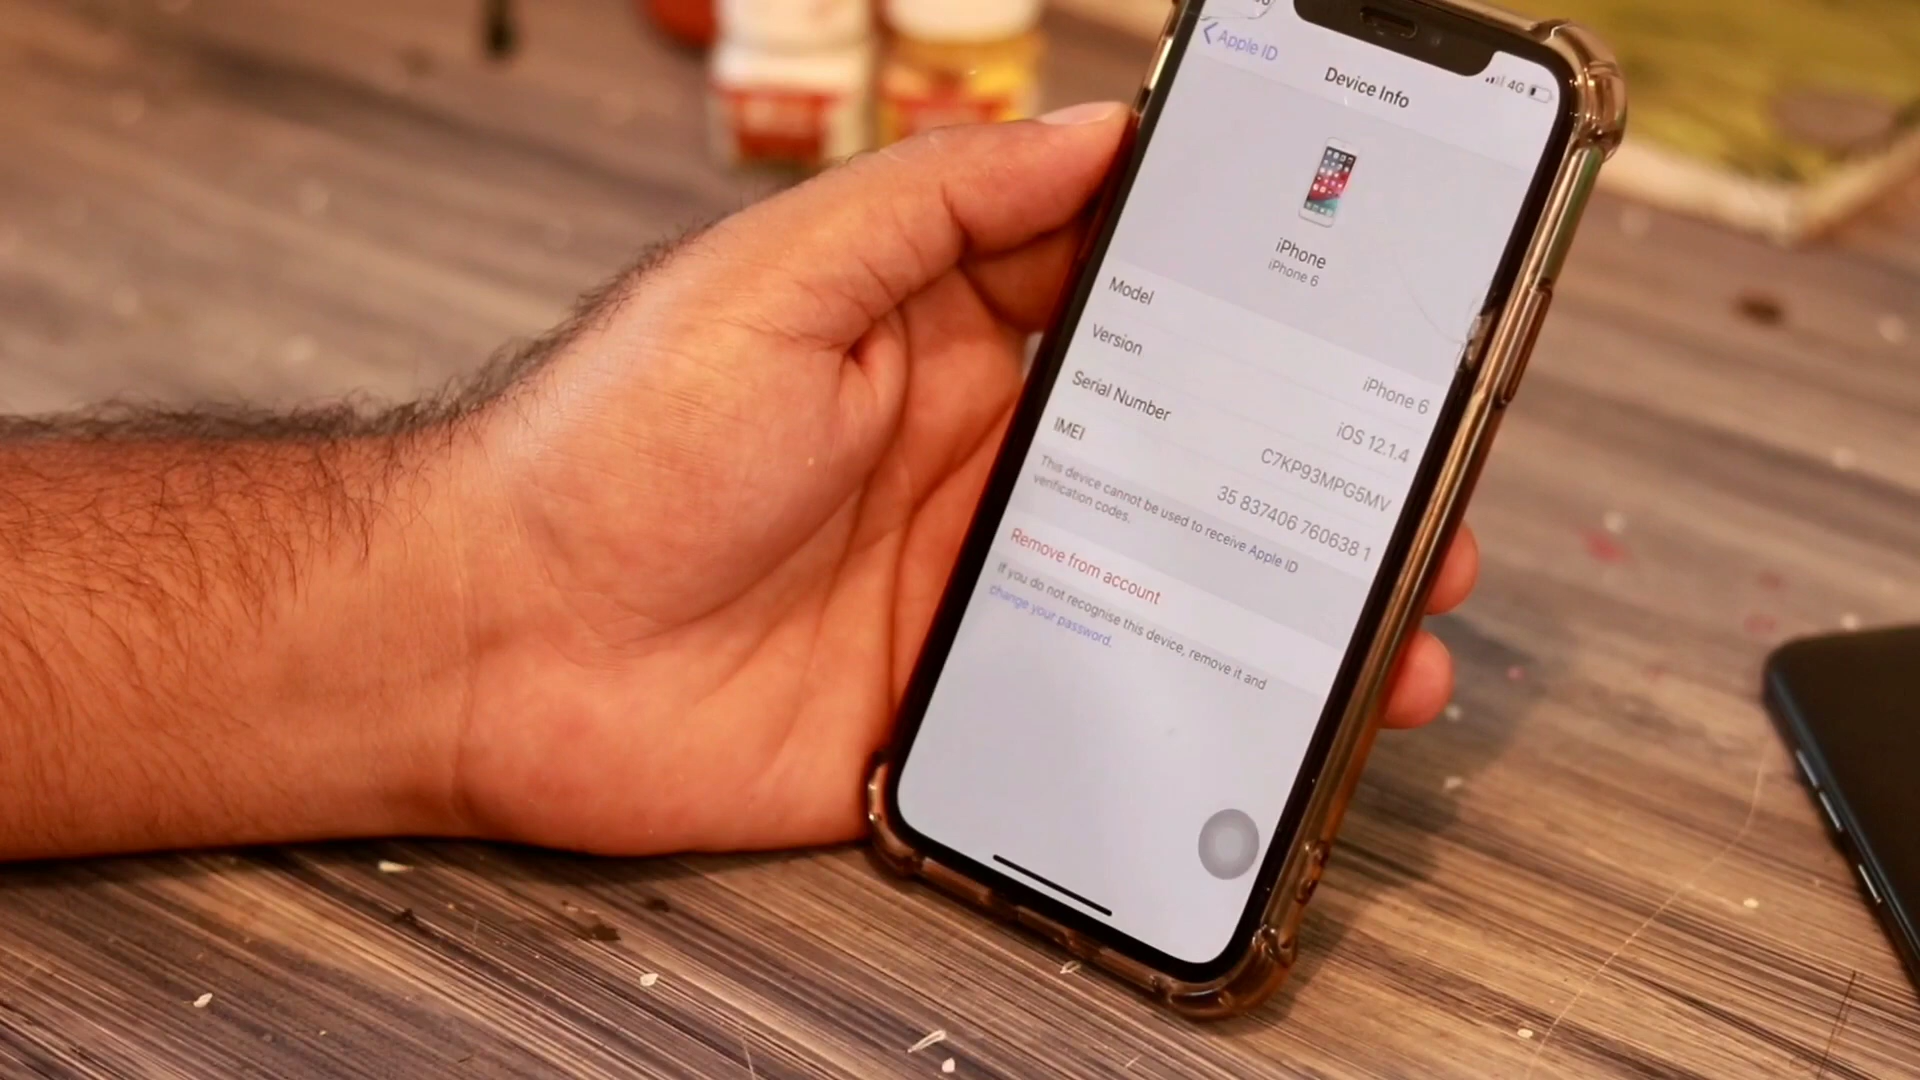 Apple ID
4G
Device Info
iPhone
iPhone 6
Model
iPhone 6
Version
iOS 12.1.4
Serial Number
C7KP93MPG5MV
IMEI
35 837406 760638 1
This device cannot be used to receive Apple ID
verification codes.
Remove from account
If you do not recognise this device, remove it and
change your password.